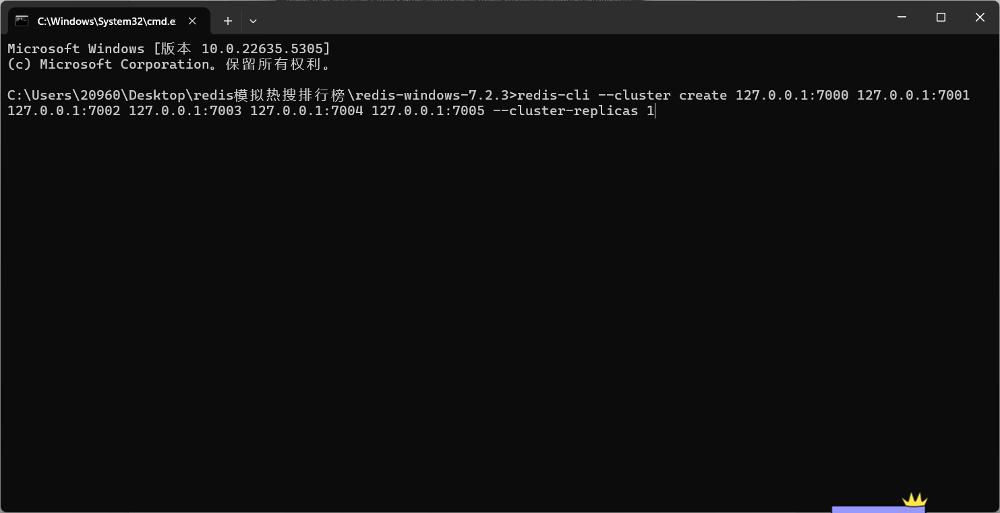 C:\Windows\System32\cmd.e
Microsoft Windows [版本 10.0.22635.5305]
(c) Microsoft Corporation。保留所有权利。
C:\Users\20960\Desktop\redis模拟热搜排行榜\redis-windows-7.2.3>redis-cli --cluster create 127.0.0.1:7000 127.0.0.1:7001
127.0.0.1:7002 127.0.0.1:7003 127.0.0.1:7004 127.0.0.1:7005 --cluster-replicas 1